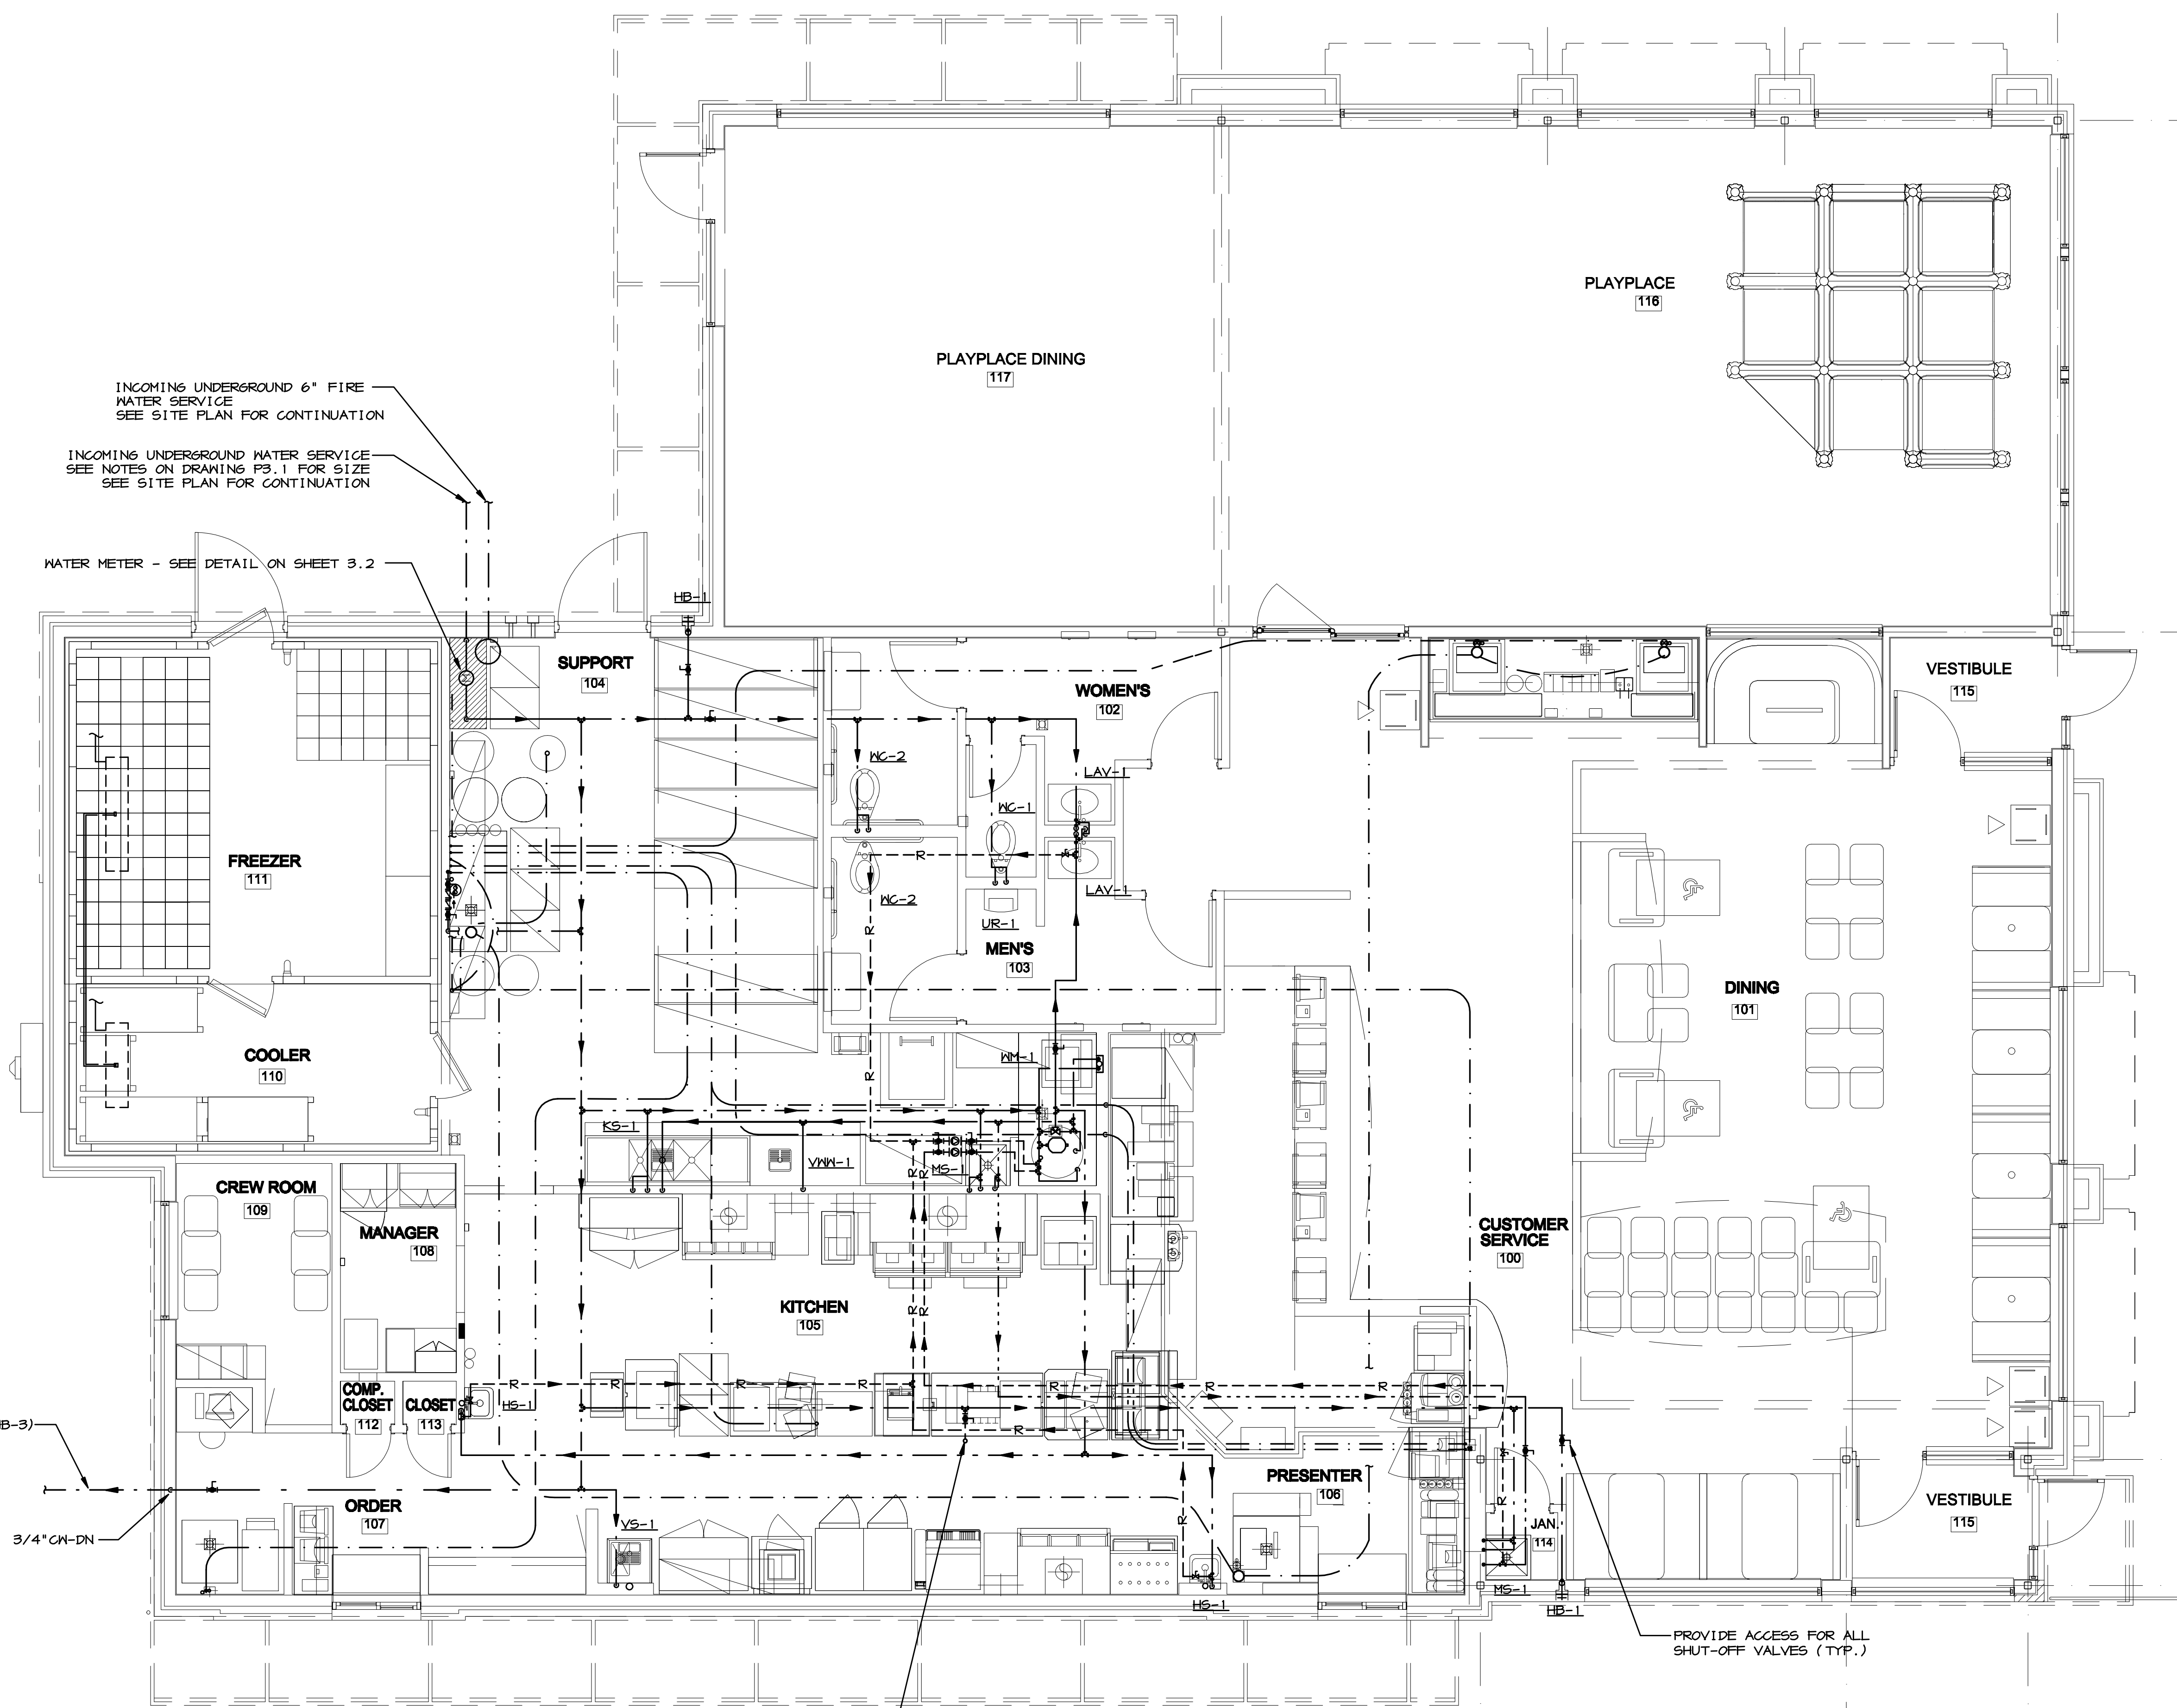 INCOMING UNDERGROUND 6" FIRE
WATER SERVICE
SEE SITE PLAN FOR CONTINUATION
INCOMING UNDERGROUND WATER SERVICE
SEE NOTES ON DRAWING P3.1 FOR SIZE
SEE SITE PLAN FOR CONTINUATION
WATER METER - SEE DETAIL ON SHEET 3.2
PLAYPLACE
116
PLAYPLACE DINING
117
HB-1
SUPPORT
104
WOMEN'S
102
VESTIBULE
115
WC-2
LAV-1
WC-1
R
FREEZER
111
WC-2
LAV-1
UR-1
R
MEN'S
103
DINING
101
COOLER
110
WM-1
R
KS-1
VWW-1
MS-1
R
R
CREW ROOM
109
MANAGER
108
CUSTOMER
SERVICE
100
KITCHEN
105
R
R
COMP.
CLOSET
112
CLOSET
113
HS-1
R
R
R
R
R
R
R
R
B-3)
R
PRESENTER
106
ORDER
107
3/4"CW-DN
VS-1
R
JAN.
114
VESTIBULE
115
MS-1
HS-1
HB-1
PROVIDE ACCESS FOR ALL
SHUT-OFF VALVES (TYP.)